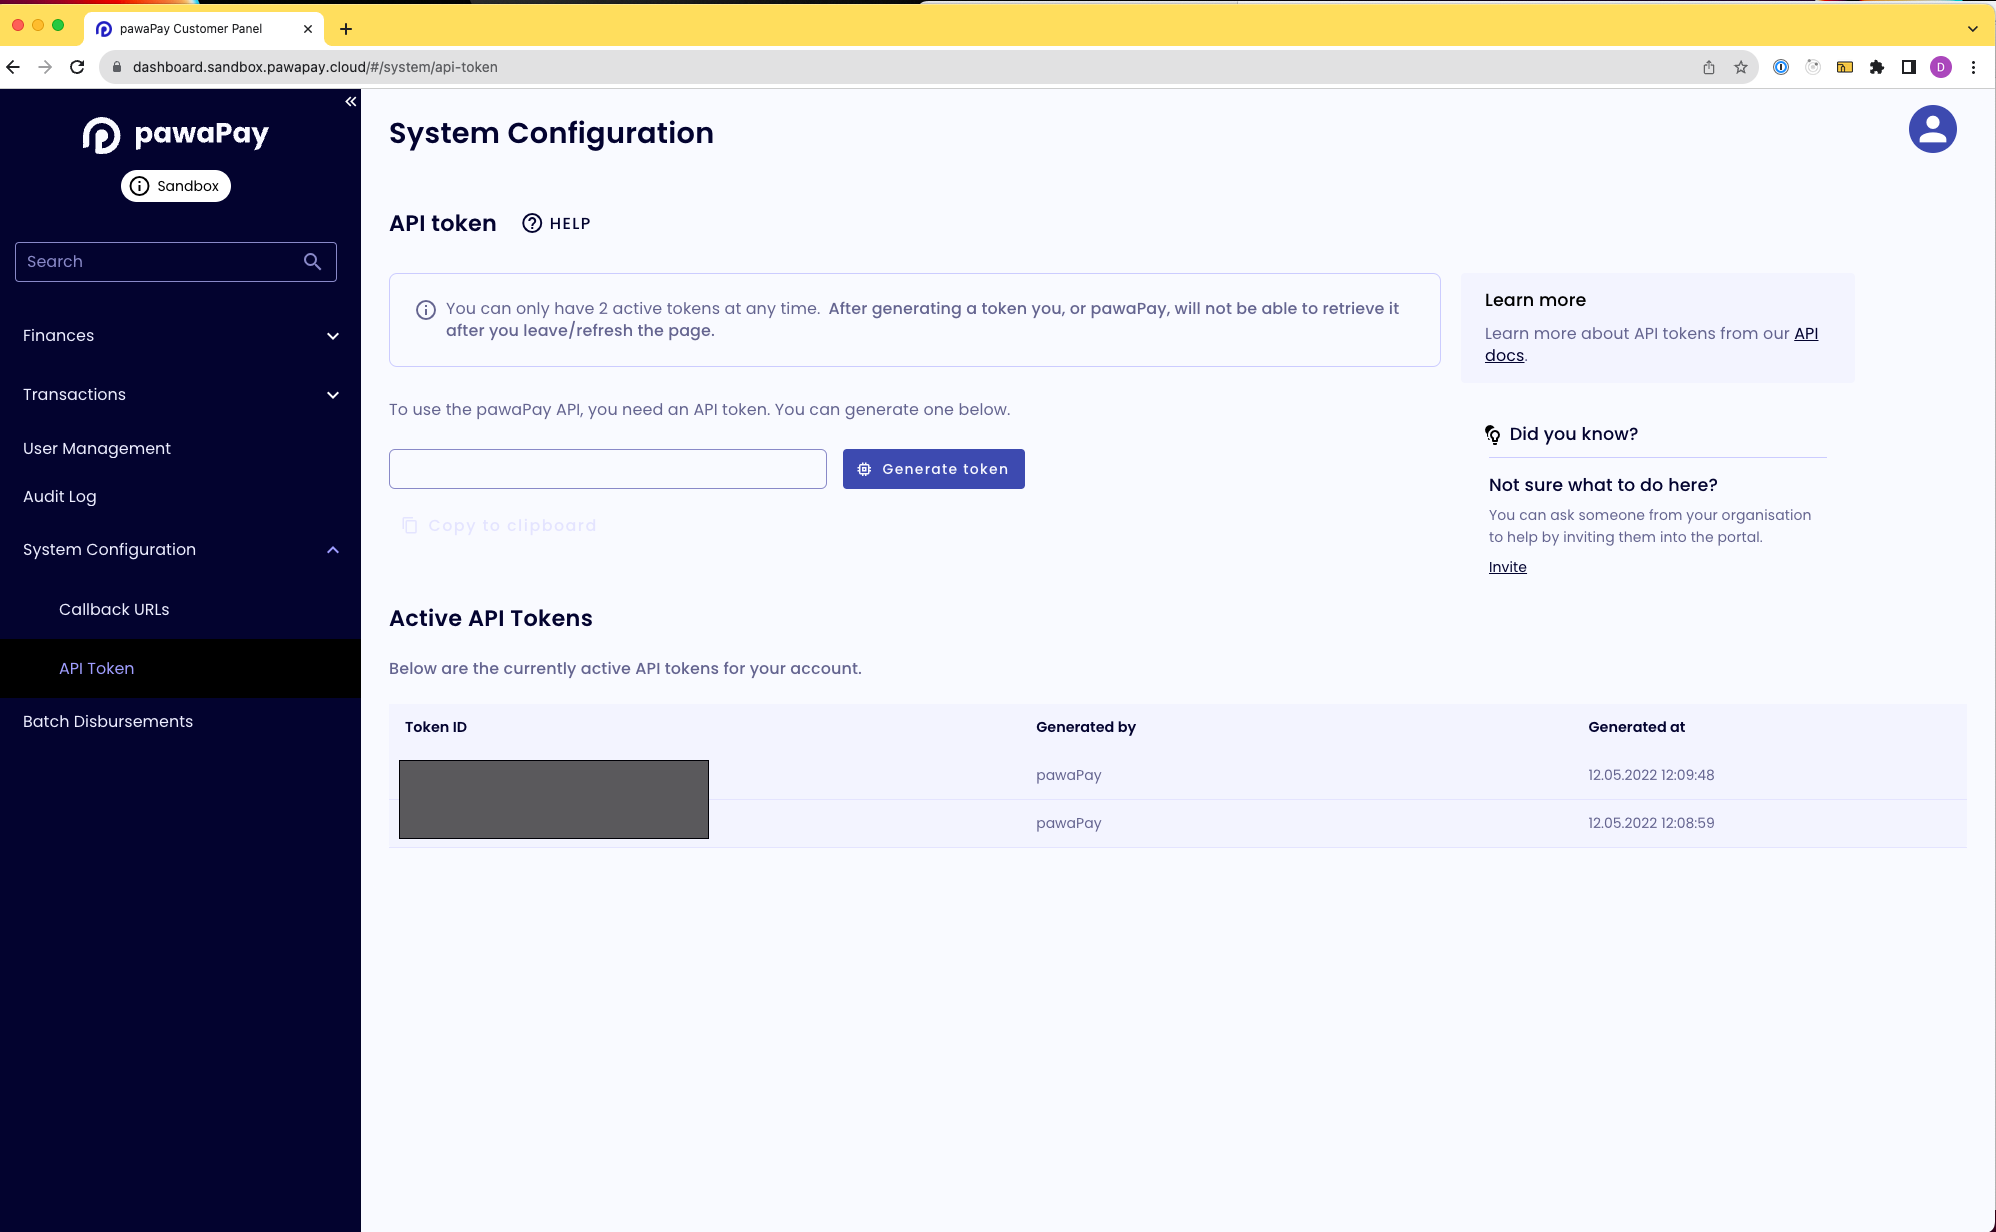 pawaPay Customer Panel
dashboard.sandbox.pawapay.cloud/#/system/api-token
D
pawaPay
Sandbox
Search
Finances
Transactions
User Management
Audit Log
System Configuration
Callback URLs
API Token
Batch Disbursements
System Configuration
API token
HELP
You can only have 2 active tokens at any time. After generating a token you, or pawaPay, will not be able to retrieve it
after you leave/refresh the page.
To use the pawaPay API, you need an API token. You can generate one below.
Generate token
Copy to clipboard
Learn more
Learn more about API tokens from our API
docs.
Did you know?
Not sure what to do here?
You can ask someone from your organisation
to help by inviting them into the portal.
Invite
Active API Tokens
Below are the currently active API tokens for your account.
Token ID Generated by Generated at
pawaPay 12.05.2022 12:09:48
pawaPay 12.05.2022 12:08:59